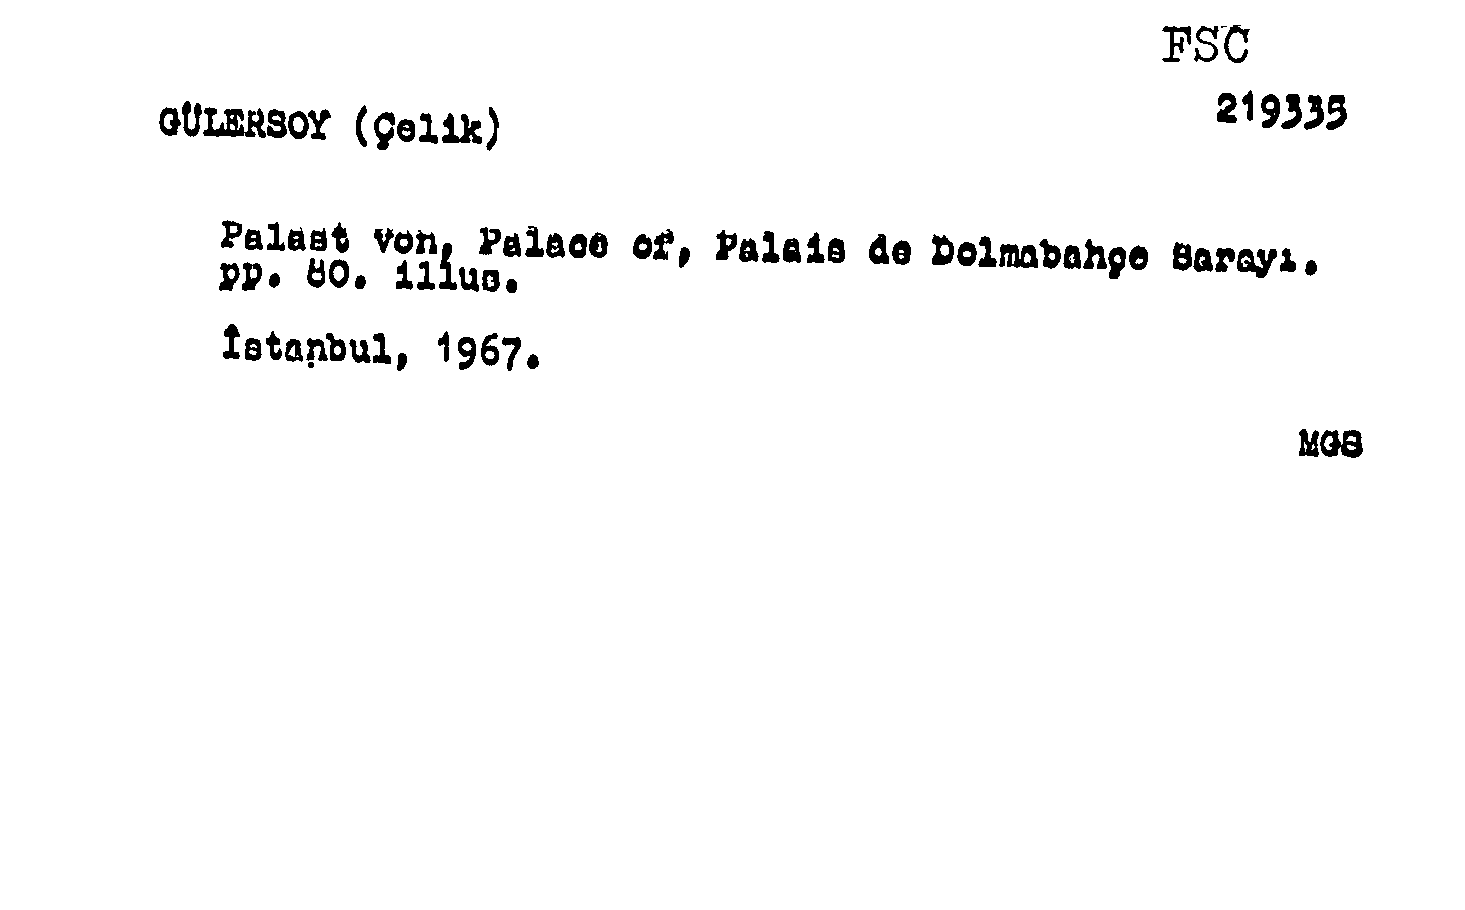 FSC
219335
GÜLERSOY (Çelik)
Palast von, Palace of, Palais de Dolmabahçe Sarayı.
pp. 80. illus.
İstanbul, 1967.
MGS